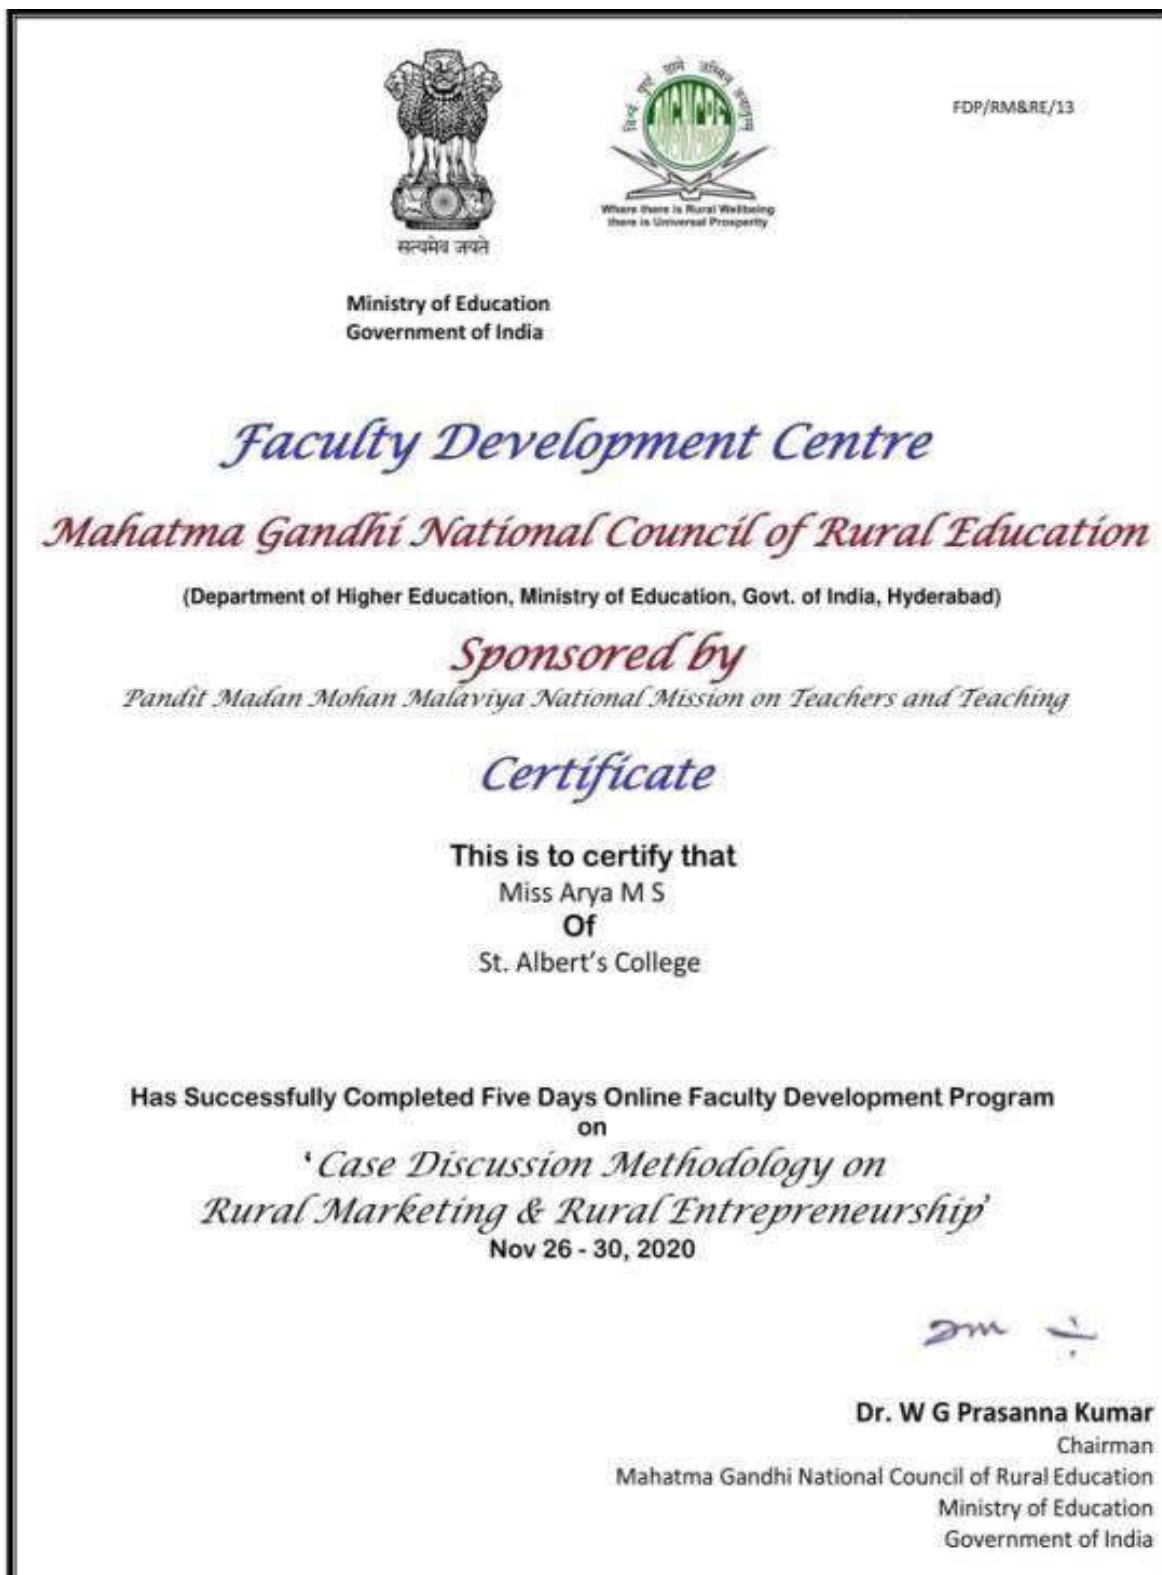 FDP/RM&RE/13
विश्वं पुष्टं ग्रामे अस्मिन् अनातुरम्
Where there is Rural Wellbeing
there is Universal Prosperity
सत्यमेव जयते
Ministry of Education
Government of India
Faculty Development Centre
Mahatma Gandhi National Council of Rural Education
(Department of Higher Education, Ministry of Education, Govt. of India, Hyderabad)
Sponsored by
Pandit Madan Mohan Malaviya National Mission on Teachers and Teaching
Certificate
This is to certify that
Miss Arya M S
Of
St. Albert's College
Has Successfully Completed Five Days Online Faculty Development Program
on
‘Case Discussion Methodology on
Rural Marketing & Rural Entrepreneurship’
Nov 26 - 30, 2020
Dr. W G Prasanna Kumar
Chairman
Mahatma Gandhi National Council of Rural Education
Ministry of Education
Government of India